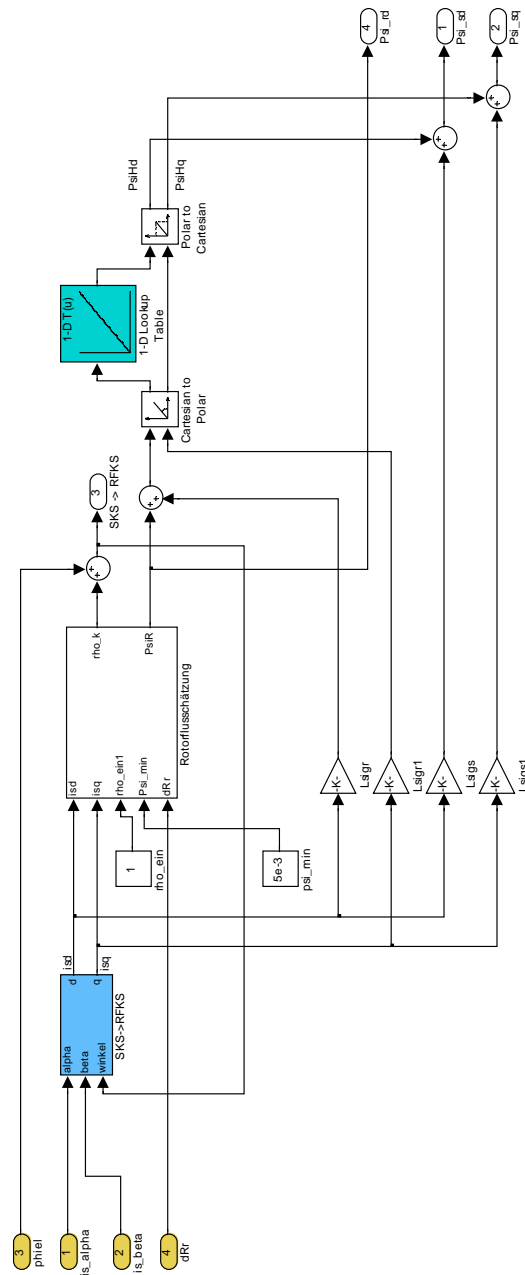 3
phiel
1
is_alpha
2
is_beta
4
dRr
alpha
beta
winkel
d
q
SKS->RFKS
isd
isq
isd
isq
rho_ein1
Psi_min
dRr
rho_k
PsiR
Rotorflusschätzung
1
rho_ein
5e-3
psi_min
3
SKS -> RFKS
-K-
Lsigr
-K-
Lsigr1
-K-
Lsigs
-K-
Lsigs1
Cartesian to
Polar
1-D T(u)
1-D Lookup
Table
Polar to
Cartesian
PsiHd
PsiHq
4
Psi_rd
1
Psi_sd
2
Psi_sq